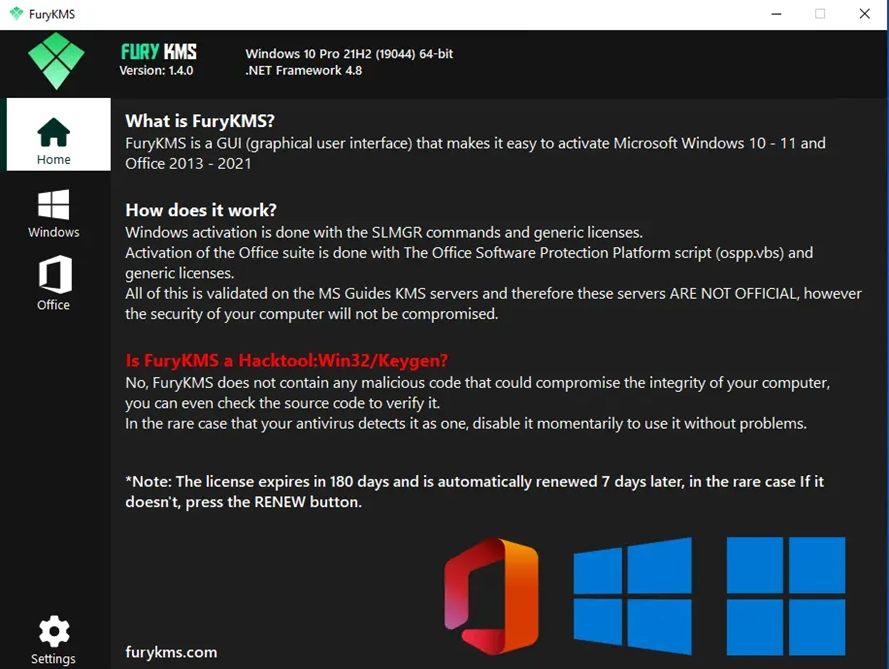 FuryKMS
FURY KMS
Version: 1.4.0
Windows 10 Pro 21H2 (19044) 64-bit
.NET Framework 4.8
Home
Windows
Office
What is FuryKMS?
FuryKMS is a GUI (graphical user interface) that makes it easy to activate Microsoft Windows 10 - 11 and
Office 2013 - 2021
How does it work?
Windows activation is done with the SLMGR commands and generic licenses.
Activation of the Office suite is done with The Office Software Protection Platform script (ospp.vbs) and
generic licenses.
All of this is validated on the MS Guides KMS servers and therefore these servers ARE NOT OFFICIAL, however
the security of your computer will not be compromised.
Is FuryKMS a Hacktool:Win32/Keygen?
No, FuryKMS does not contain any malicious code that could compromise the integrity of your computer,
you can even check the source code to verify it.
In the rare case that your antivirus detects it as one, disable it momentarily to use it without problems.
*Note: The license expires in 180 days and is automatically renewed 7 days later, in the rare case If it
doesn't, press the RENEW button.
Settings
furykms.com